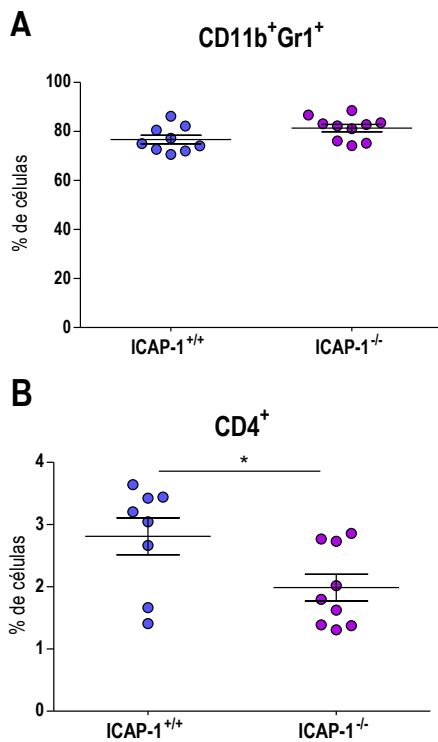 A
CD11b⁺Gr1⁺
% de células
100
80
60
40
20
0
ICAP-1⁺/⁺
ICAP-1⁻/⁻
B
CD4⁺
*
% de células
4
3
2
1
0
ICAP-1⁺/⁺
ICAP-1⁻/⁻